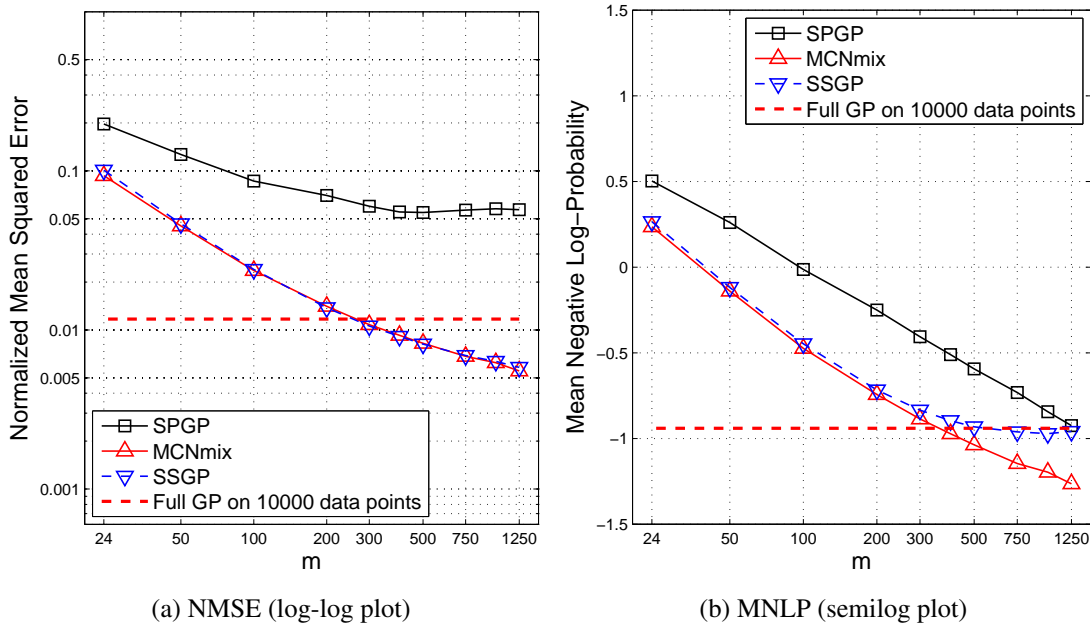 0.5
0.1
0.05
0.01
0.005
0.001
Normalized Mean Squared Error
SPGP
MCNmix
SSGP
Full GP on 10000 data points
24 50 100 200 300 500 750 1250
m
(a) NMSE (log-log plot)
1.5
1
0.5
0
−0.5
−1
−1.5
Mean Negative Log−Probability
SPGP
MCNmix
SSGP
Full GP on 10000 data points
24 50 100 200 300 500 750 1250
m
(b) MNLP (semilog plot)